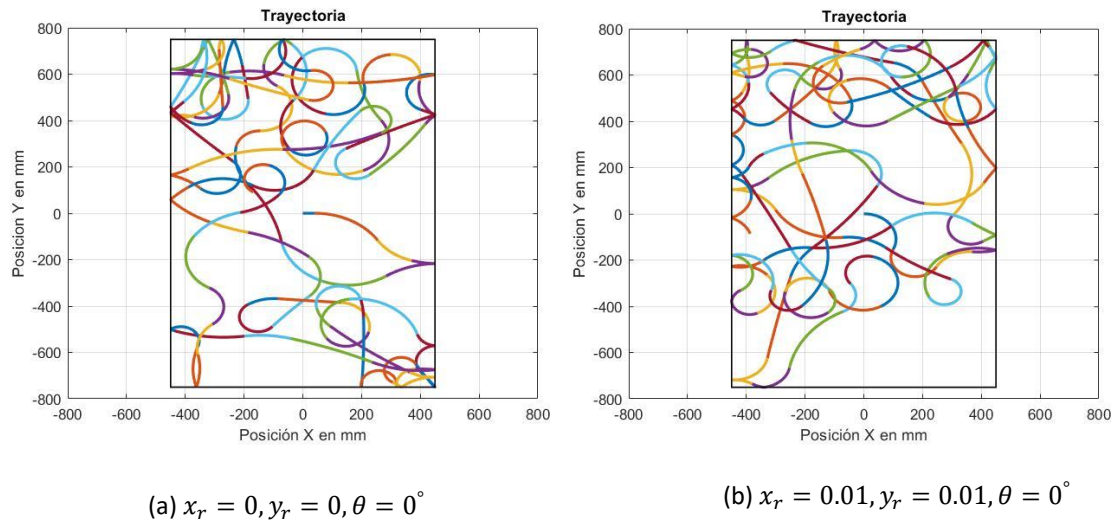 Trayectoria
800
600
400
200
0
-200
-400
-600
-800
-800 -600 -400 -200 0 200 400 600 800
Posicion Y en mm
Posición X en mm
(a) x_r = 0, y_r = 0, θ = 0°
Trayectoria
800
600
400
200
0
-200
-400
-600
-800
-800 -600 -400 -200 0 200 400 600 800
Posicion Y en mm
Posición X en mm
(b) x_r = 0.01, y_r = 0.01, θ = 0°